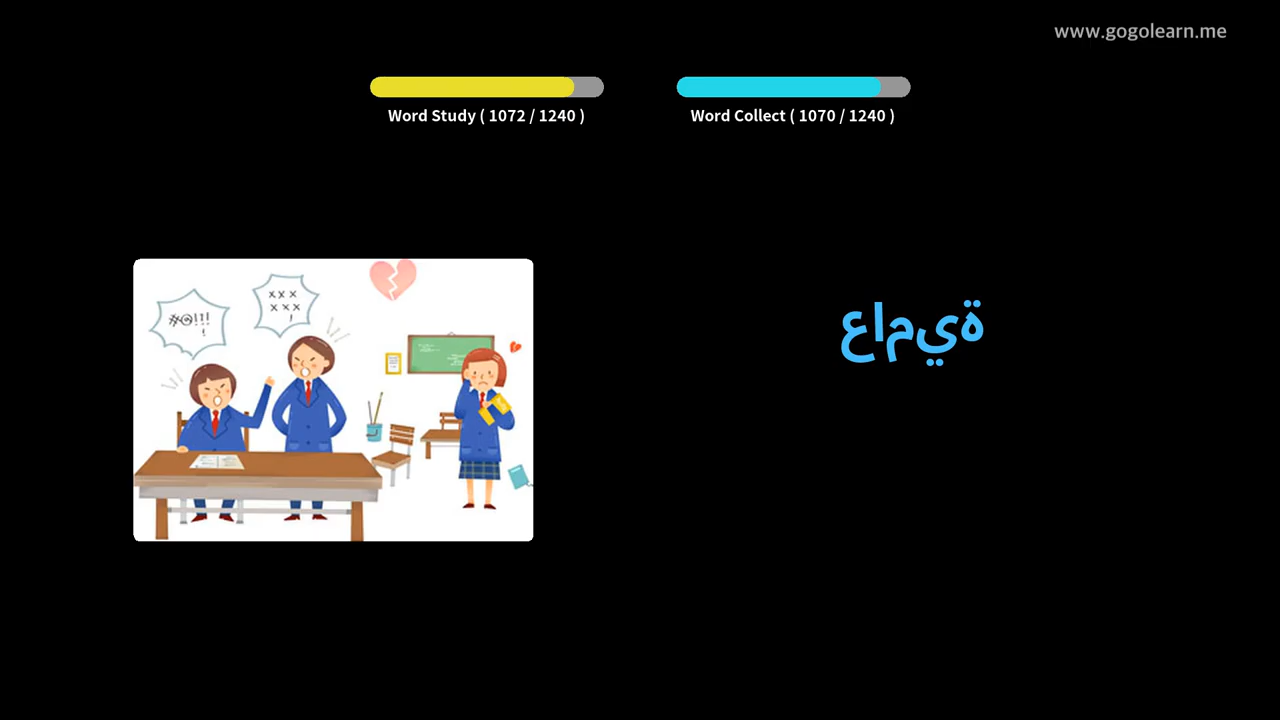 www.gogolearn.me
Word Study ( 1072 / 1240 )
Word Collect ( 1070 / 1240 )
#@!!!
!
x x x
x x x
!
عامية